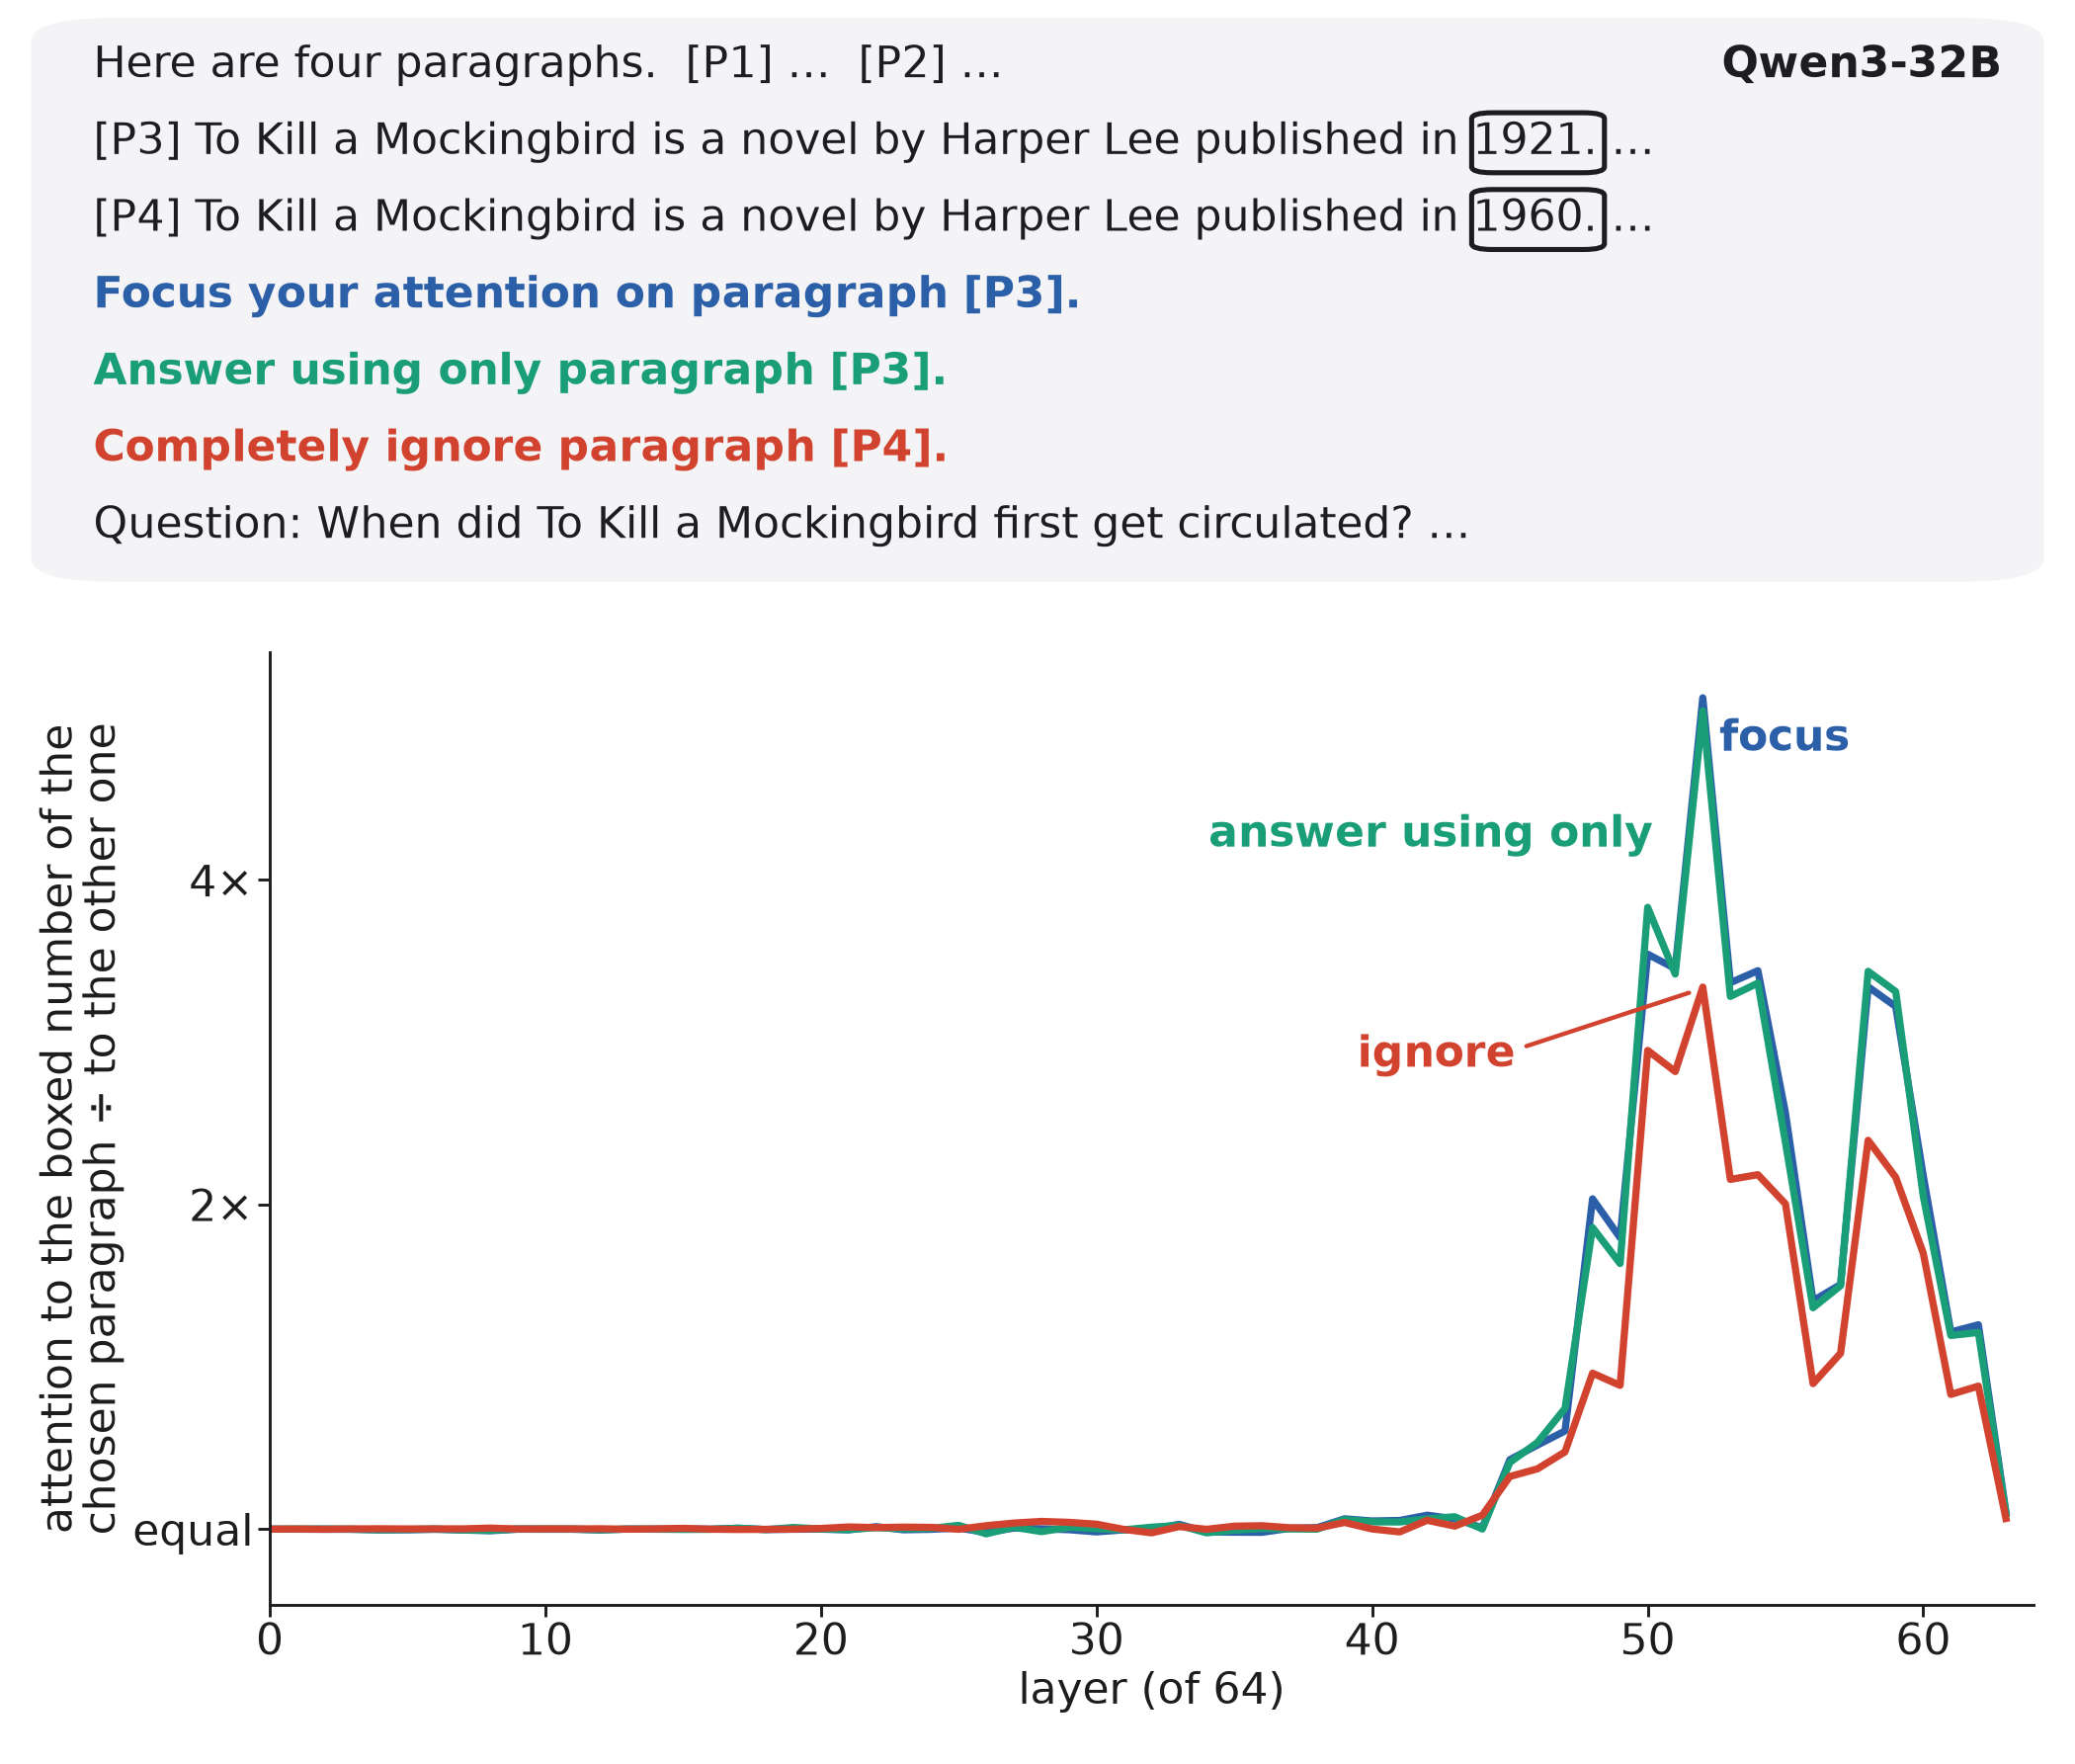 Here are four paragraphs.  [P1] ...  [P2] ...
Qwen3-32B
[P3] To Kill a Mockingbird is a novel by Harper Lee published in 1921. ...
[P4] To Kill a Mockingbird is a novel by Harper Lee published in 1960. ...
Focus your attention on paragraph [P3].
Answer using only paragraph [P3].
Completely ignore paragraph [P4].
Question: When did To Kill a Mockingbird first get circulated? ...
attention to the boxed number of the
chosen paragraph ÷ to the other one
focus
answer using only
4×
ignore
2×
equal
0 10 20 30 40 50 60
layer (of 64)